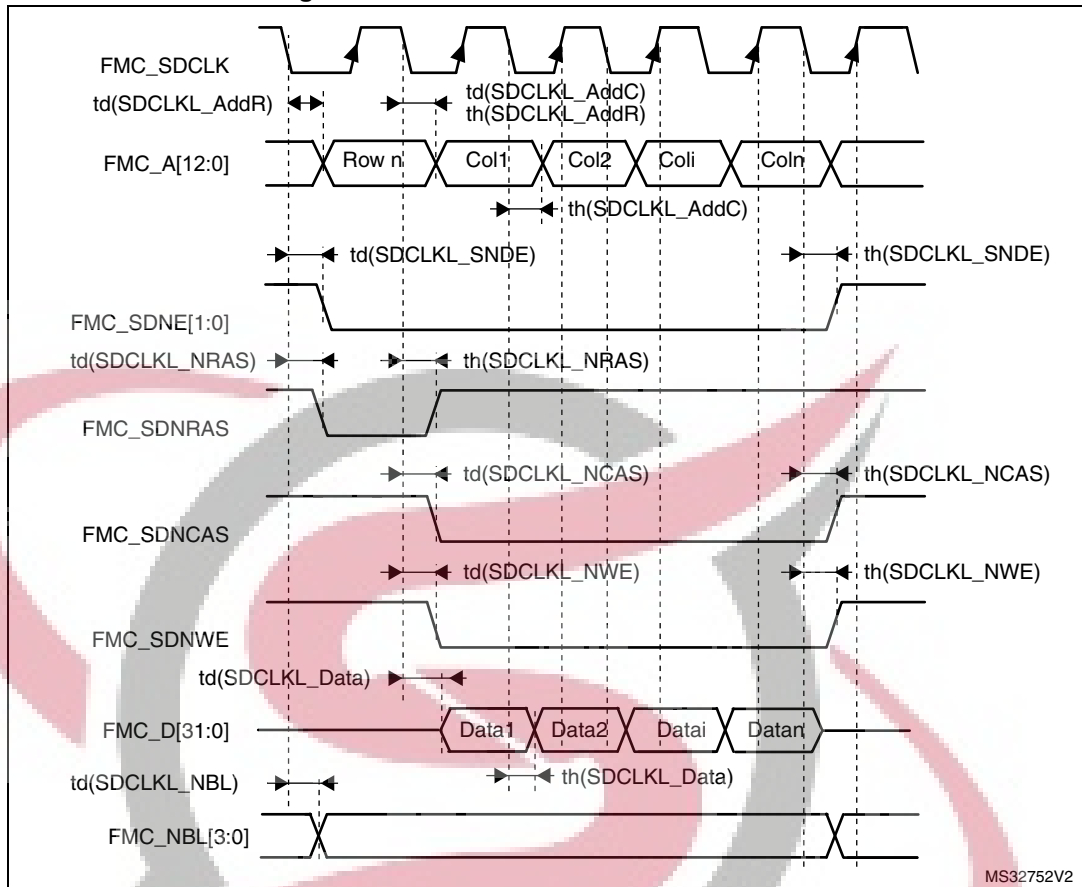 FMC_SDCLK
td(SDCLKL_AddR)
td(SDCLKL_AddC)
th(SDCLKL_AddR)
FMC_A[12:0]
Row n
Col1
Col2
Coli
Coln
th(SDCLKL_AddC)
td(SDCLKL_SNDE)
th(SDCLKL_SNDE)
FMC_SDNE[1:0]
td(SDCLKL_NRAS)
th(SDCLKL_NRAS)
FMC_SDNRAS
td(SDCLKL_NCAS)
th(SDCLKL_NCAS)
FMC_SDNCAS
td(SDCLKL_NWE)
th(SDCLKL_NWE)
FMC_SDNWE
td(SDCLKL_Data)
FMC_D[31:0]
Data1
Data2
Datai
Datan
td(SDCLKL_NBL)
th(SDCLKL_Data)
FMC_NBL[3:0]
MS32752V2